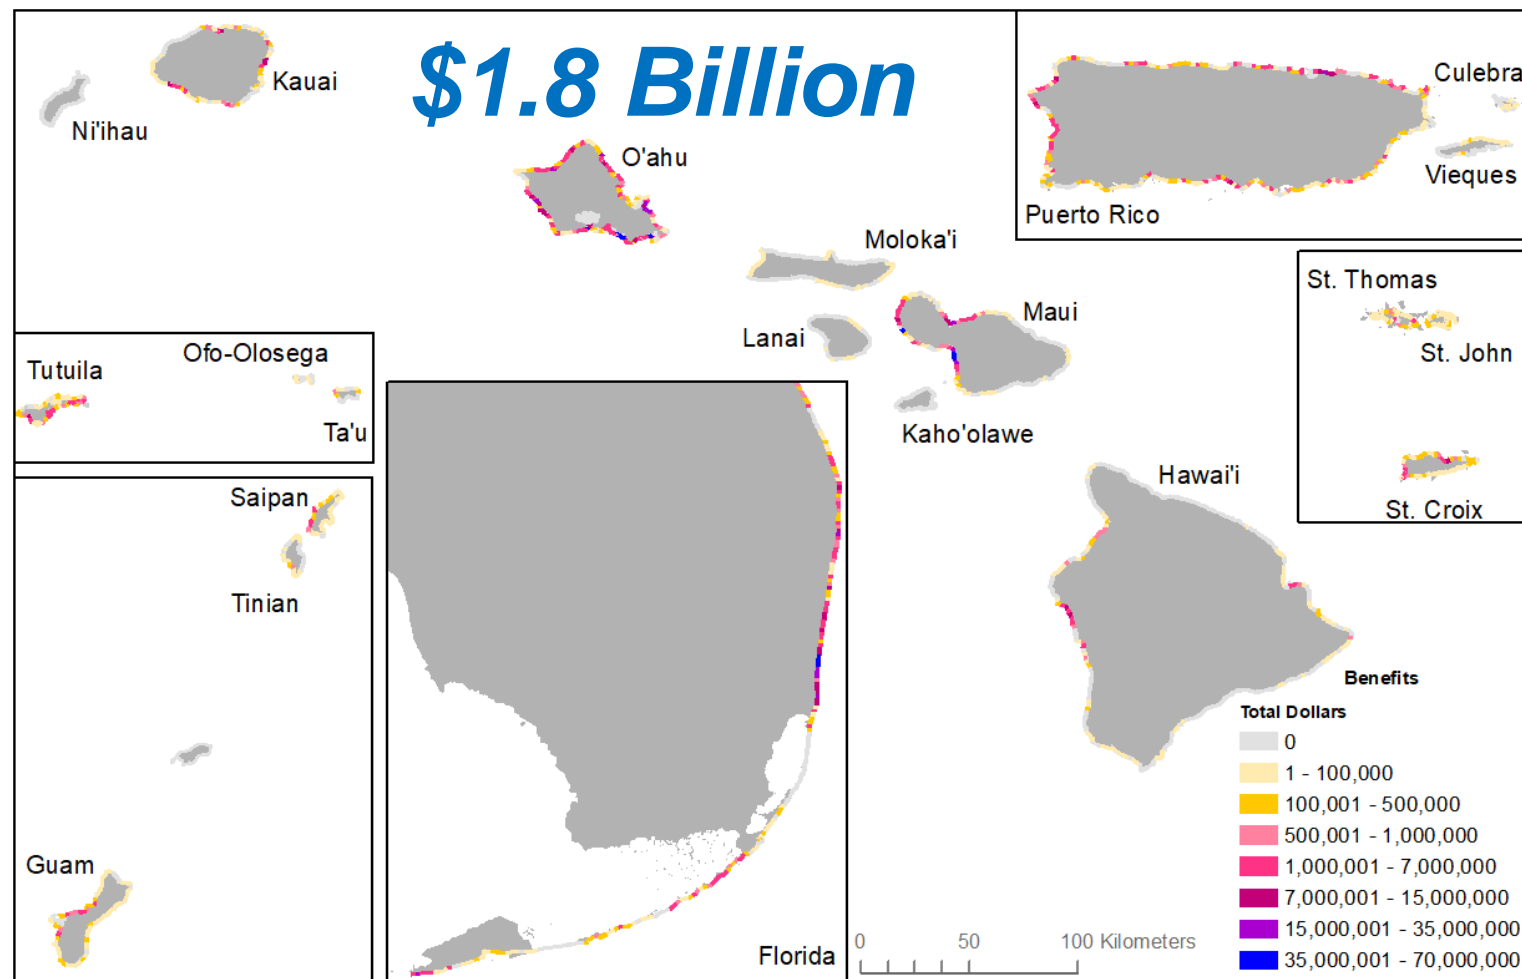 $1.8 Billion
Kauai
Ni'ihau
O'ahu
Moloka'i
Lanai
Maui
Kaho'olawe
Hawai'i
Culebra
Vieques
Puerto Rico
St. Thomas
St. John
St. Croix
Tutuila
Ofo-Olosega
Ta'u
Saipan
Tinian
Guam
Florida
Benefits
Total Dollars
0
1 - 100,000
100,001 - 500,000
500,001 - 1,000,000
1,000,001 - 7,000,000
7,000,001 - 15,000,000
15,000,001 - 35,000,000
35,000,001 - 70,000,000
0 50 100 Kilometers